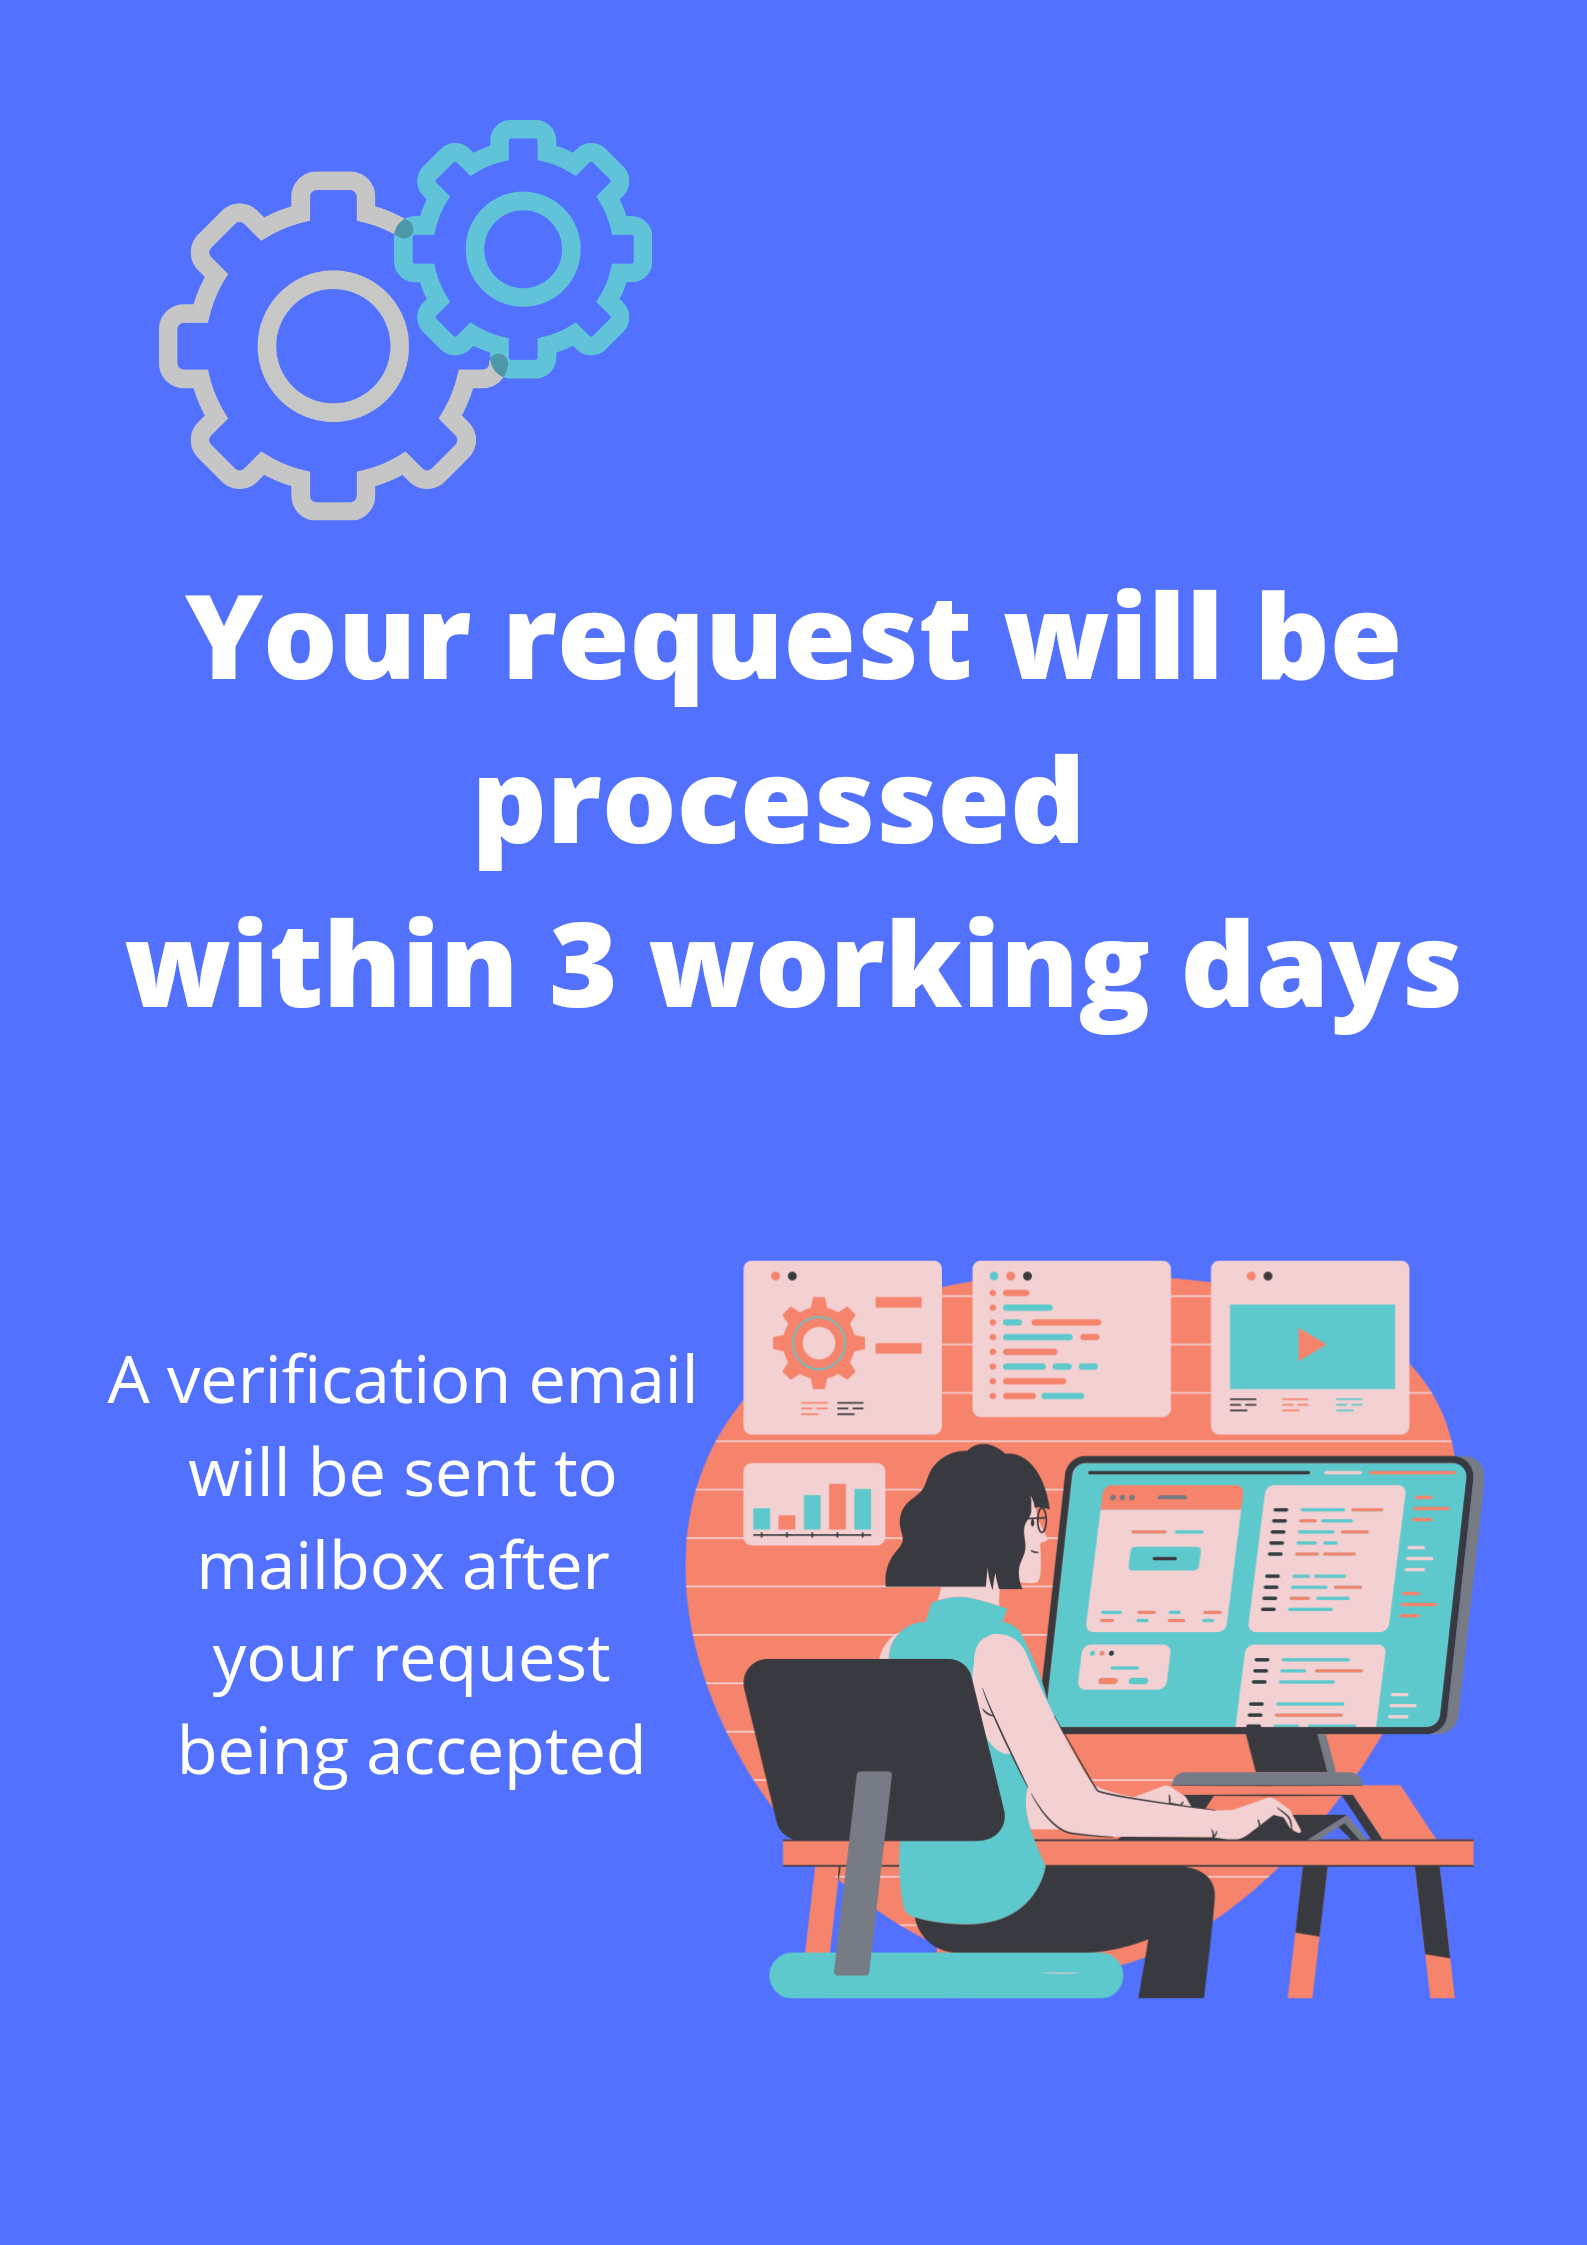 Your request will be
processed
within 3 working days
A verification email
will be sent to
mailbox after
your request
being accepted